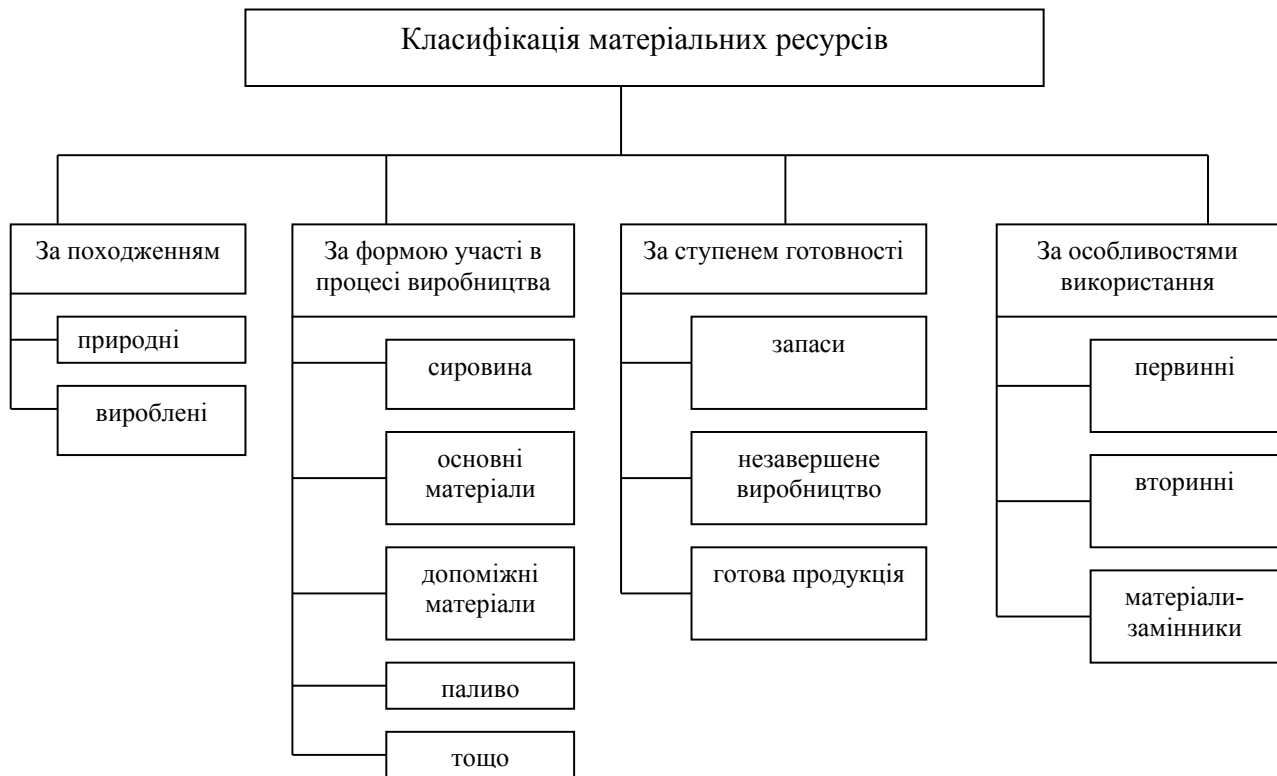 Класифікація матеріальних ресурсів
За походженням
природні
вироблені
За формою участі в
процесі виробництва
сировина
основні
матеріали
допоміжні
матеріали
паливо
тощо
За ступенем готовності
запаси
незавершене
виробництво
готова продукція
За особливостями
використання
первинні
вторинні
матеріали-
замінники